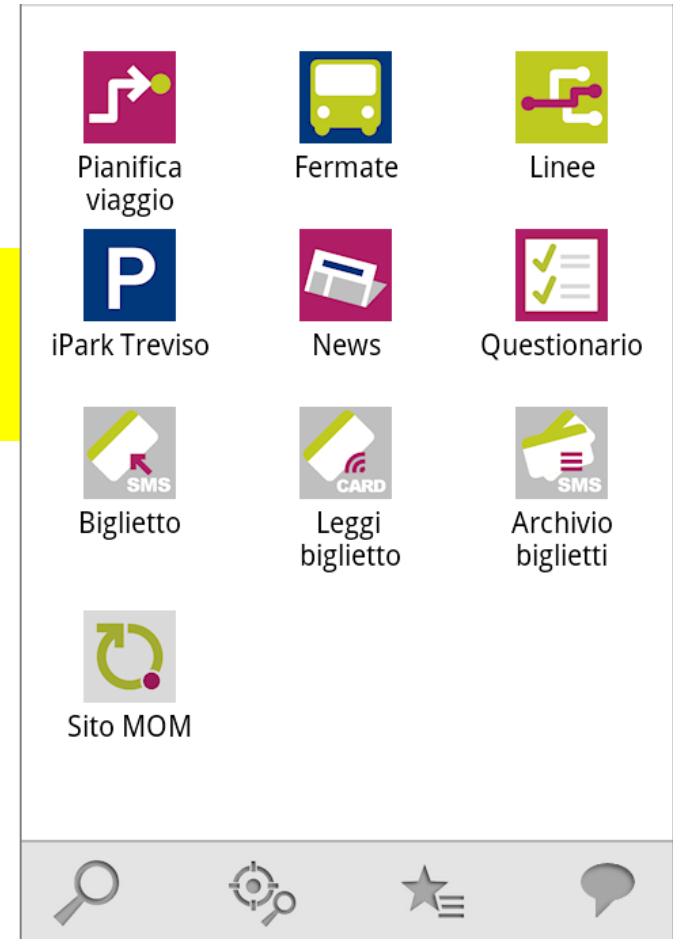 Pianifica
viaggio
Fermate
Linee
P
iPark Treviso
News
Questionario
SMS
Biglietto
CARD
Leggi
biglietto
SMS
Archivio
biglietti
Sito MOM